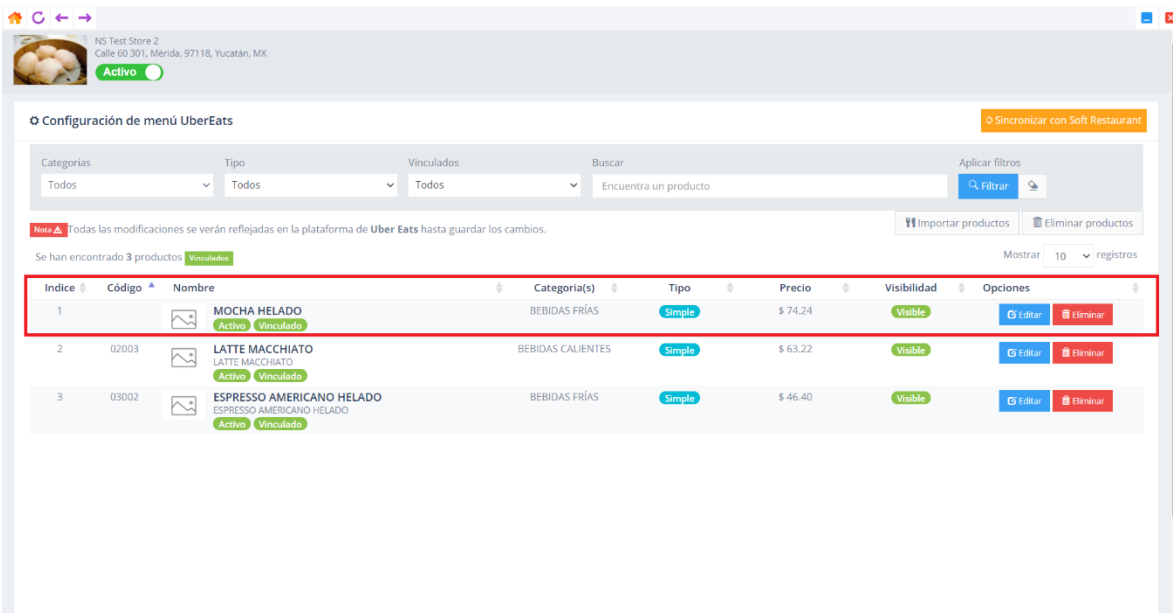 NS Test Store 2
Calle 60 301, Mérida, 97118, Yucatán, MX
Activo
Configuración de menú UberEats
Sincronizar con Soft Restaurant
Categorias Tipo Vinculados Buscar Aplicar filtros
Todos Todos Todos Encuentra un producto Filtrar
Importar productos Eliminar productos
Nota Todas las modificaciones se verán reflejadas en la plataforma de Uber Eats hasta guardar los cambios.
Se han encontrado 3 productos Vinculados Mostrar 10 registros
Indice Código Nombre Categoria(s) Tipo Precio Visibilidad Opciones
1 MOCHA HELADO BEBIDAS FRÍAS Simple $ 74.24 Visible Editar Eliminar
Activo Vinculado
2 02003 LATTE MACCHIATO BEBIDAS CALIENTES Simple $ 63.22 Visible Editar Eliminar
LATTE MACCHIATO
Activo Vinculado
3 03002 ESPRESSO AMERICANO HELADO BEBIDAS FRÍAS Simple $ 46.40 Visible Editar Eliminar
ESPRESSO AMERICANO HELADO
Activo Vinculado